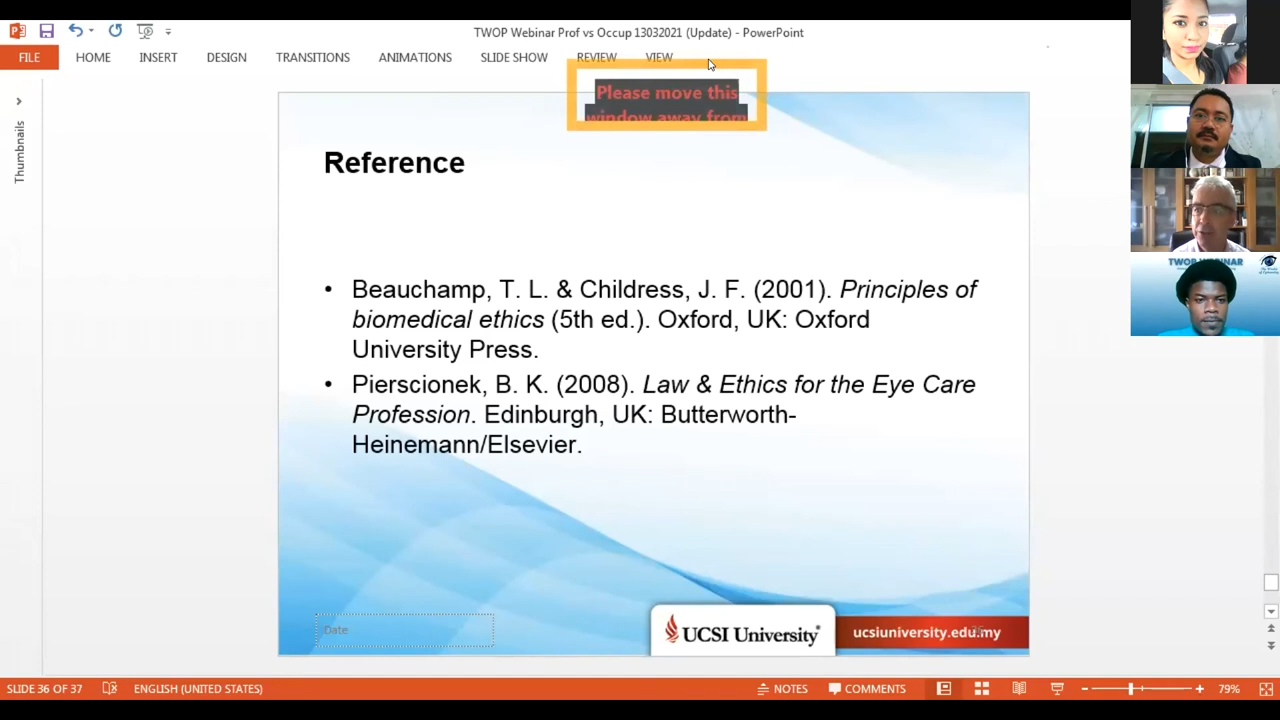 TWOP Webinar Prof vs Occup 13032021 (Update) - PowerPoint
FILE HOME INSERT DESIGN TRANSITIONS ANIMATIONS SLIDE SHOW REVIEW VIEW
Please move this
window away from
Thumbnails
Reference
• Beauchamp, T. L. & Childress, J. F. (2001). Principles of
biomedical ethics (5th ed.). Oxford, UK: Oxford
University Press.
• Pierscionek, B. K. (2008). Law & Ethics for the Eye Care
Profession. Edinburgh, UK: Butterworth-
Heinemann/Elsevier.
TWOP WEBINAR
Date
UCSI University
ucsiuniversity.edu.my
SLIDE 36 OF 37 ENGLISH (UNITED STATES) NOTES COMMENTS 79%